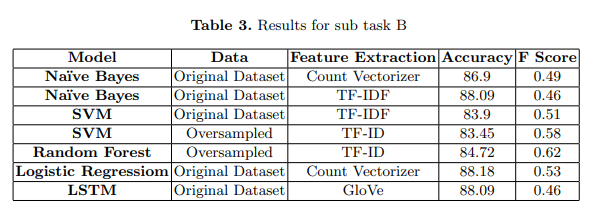 Table 3. Results for sub task B
Model Data Feature Extraction Accuracy F Score
Naïve Bayes Original Dataset Count Vectorizer 86.9 0.49
Naïve Bayes Original Dataset TF-IDF 88.09 0.46
SVM Original Dataset TF-IDF 83.9 0.51
SVM Oversampled TF-ID 83.45 0.58
Random Forest Oversampled TF-ID 84.72 0.62
Logistic Regressiom Original Dataset Count Vectorizer 88.18 0.53
LSTM Original Dataset GloVe 88.09 0.46